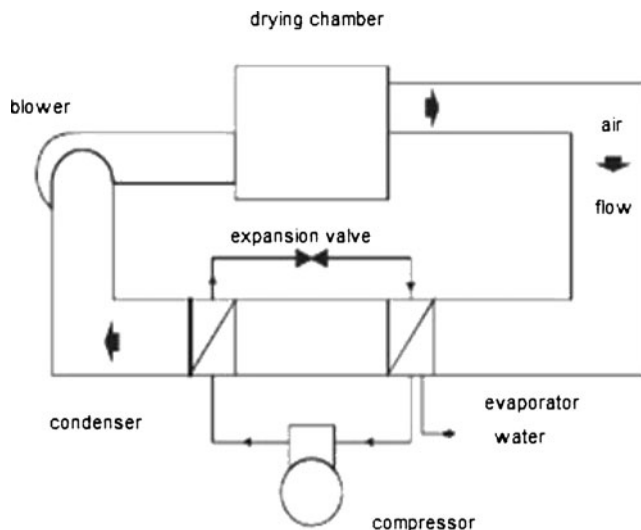 drying chamber
blower
air
flow
expansion valve
evaporator
condenser
water
compressor